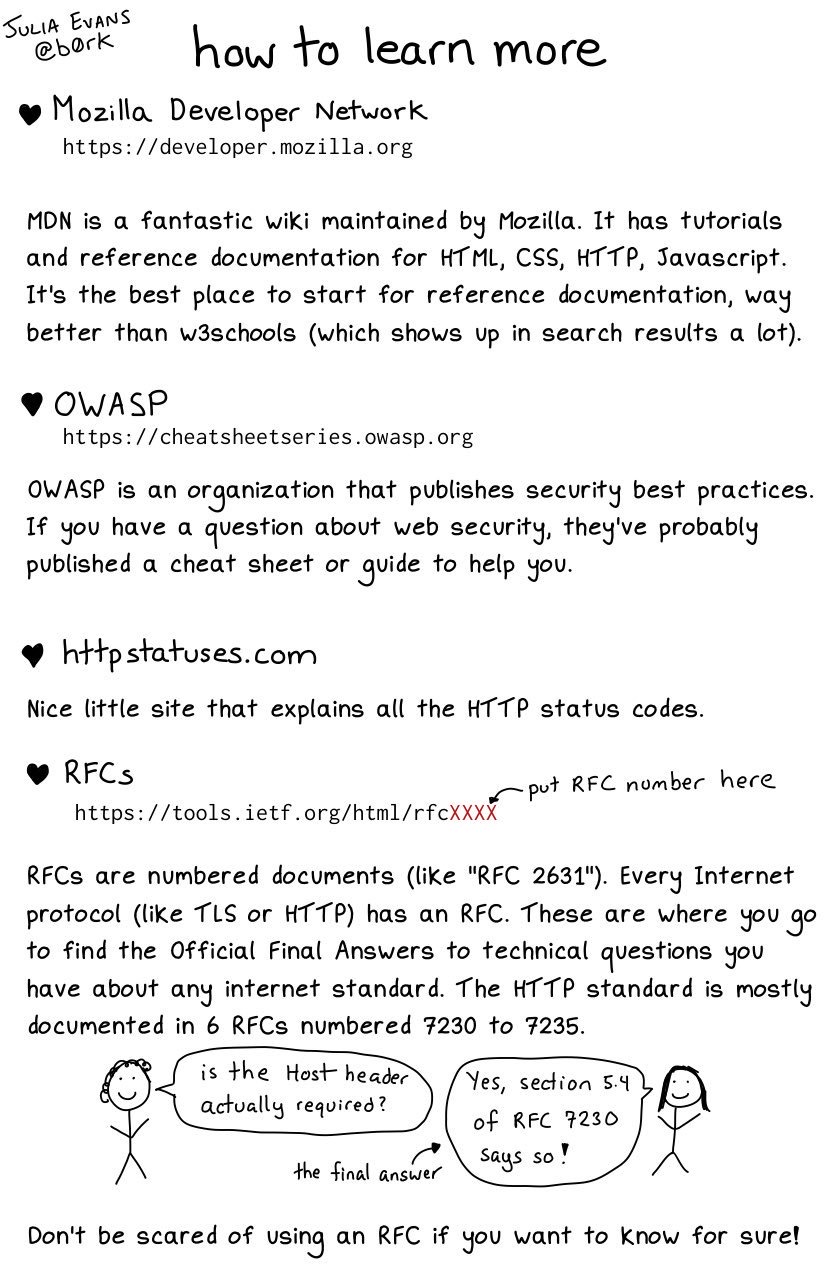 JULIA EVANS
@b0rk
how to learn more
♥ Mozilla Developer Network
https://developer.mozilla.org
MDN is a fantastic wiki maintained by Mozilla. It has tutorials
and reference documentation for HTML, CSS, HTTP, Javascript.
It's the best place to start for reference documentation, way
better than w3schools (which shows up in search results a lot).
♥ OWASP
https://cheatsheetseries.owasp.org
OWASP is an organization that publishes security best practices.
If you have a question about web security, they've probably
published a cheat sheet or guide to help you.
♥ httpstatuses.com
Nice little site that explains all the HTTP status codes.
♥ RFCs
put RFC number here
https://tools.ietf.org/html/rfcXXXX
RFCs are numbered documents (like "RFC 2631"). Every Internet
protocol (like TLS or HTTP) has an RFC. These are where you go
to find the Official Final Answers to technical questions you
have about any internet standard. The HTTP standard is mostly
documented in 6 RFCs numbered 7230 to 7235.
is the Host header
actually required?
Yes, section 5.4
of RFC 7230
says so!
the final answer
Don't be scared of using an RFC if you want to know for sure!